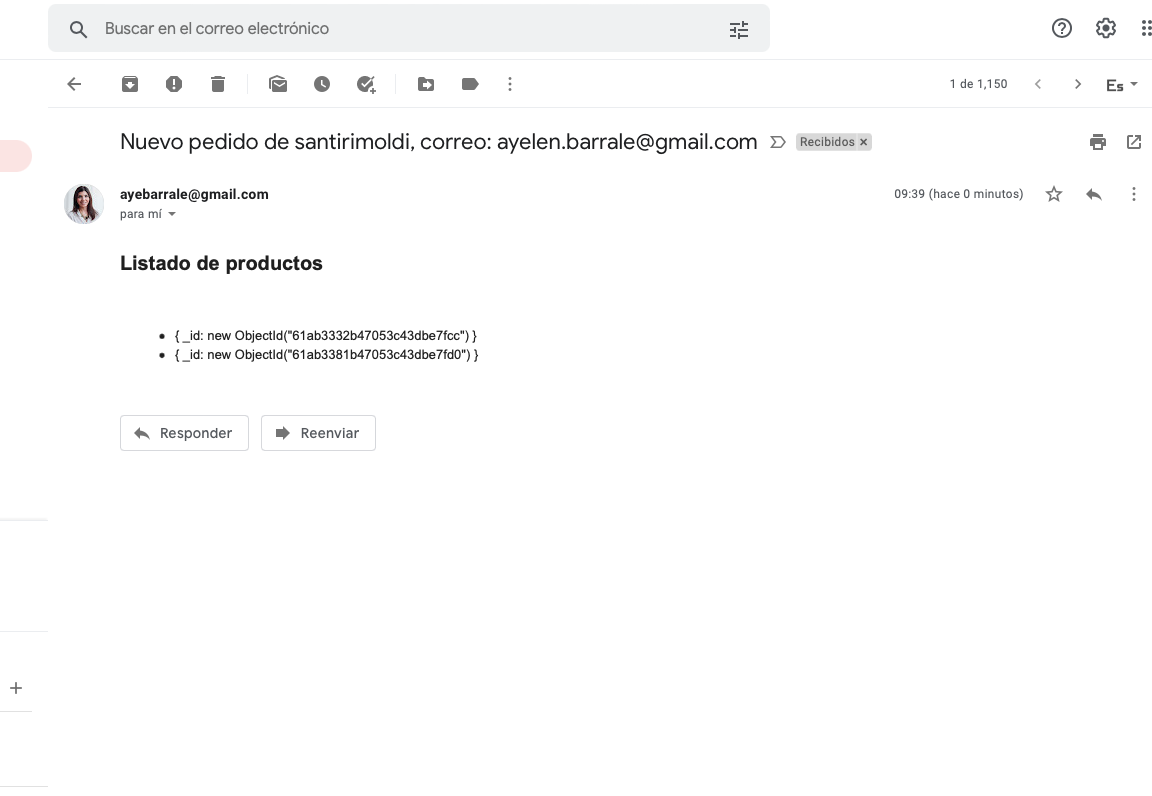 Buscar en el correo electrónico
1 de 1,150
Es
Nuevo pedido de santirimoldi, correo: ayelen.barrale@gmail.com
Recibidos ×
ayebarrale@gmail.com
09:39 (hace 0 minutos)
para mí
Listado de productos
• { _id: new ObjectId("61ab3332b47053c43dbe7fcc") }
• { _id: new ObjectId("61ab3381b47053c43dbe7fd0") }
Responder
Reenviar